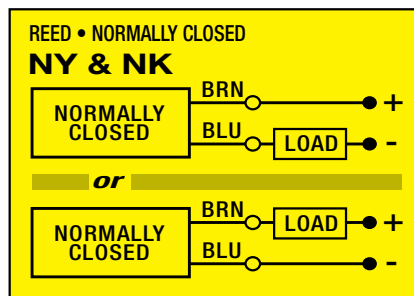 REED • NORMALLY CLOSED
NY & NK
BRN
+
NORMALLY
CLOSED
BLU
LOAD
-
or
BRN
LOAD
+
NORMALLY
CLOSED
BLU
-